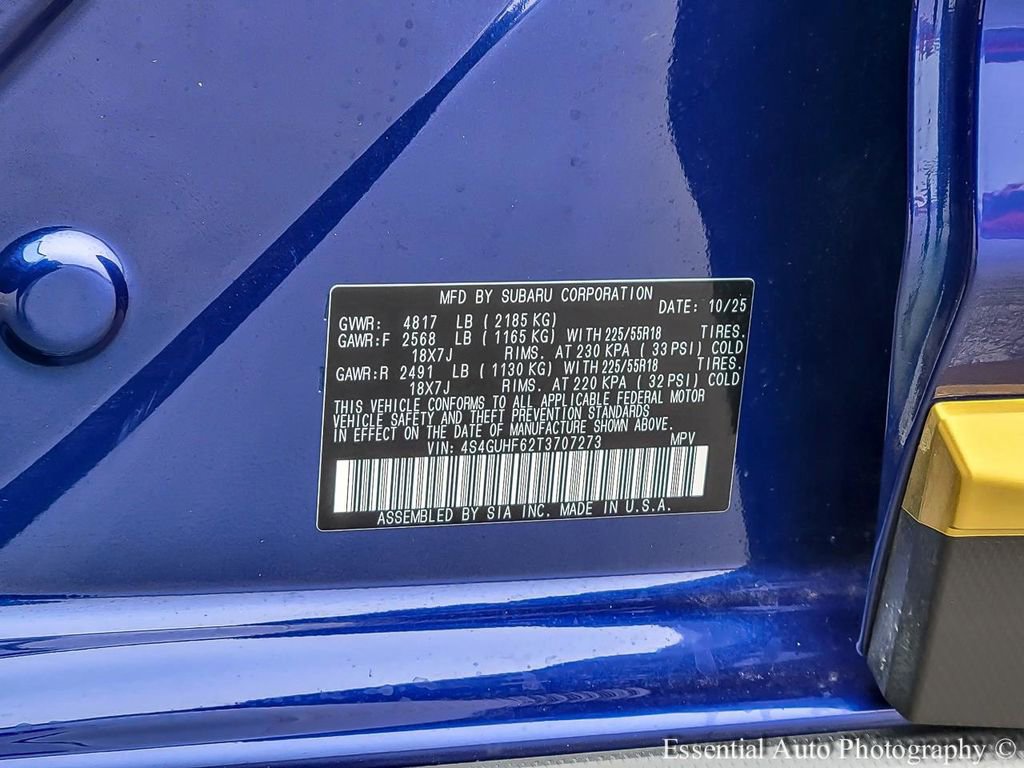 MFD BY SUBARU CORPORATION
DATE: 10/25
GVWR: 4817 LB ( 2185 KG)
GAWR:F 2568 LB ( 1165 KG) WITH 225/55R18 TIRES.
18X7J RIMS. AT 230 KPA ( 33 PSI) COLD
GAWR:R 2491 LB ( 1130 KG) WITH 225/55R18 TIRES.
18X7J RIMS. AT 220 KPA ( 32 PSI) COLD
THIS VEHICLE CONFORMS TO ALL APPLICABLE FEDERAL MOTOR
VEHICLE SAFETY AND THEFT PREVENTION STANDARDS
IN EFFECT ON THE DATE OF MANUFACTURE SHOWN ABOVE.
VIN: 4S4GUHF62T3707273 MPV
ASSEMBLED BY SIA INC. MADE IN U.S.A.
Essential Auto Photography ©